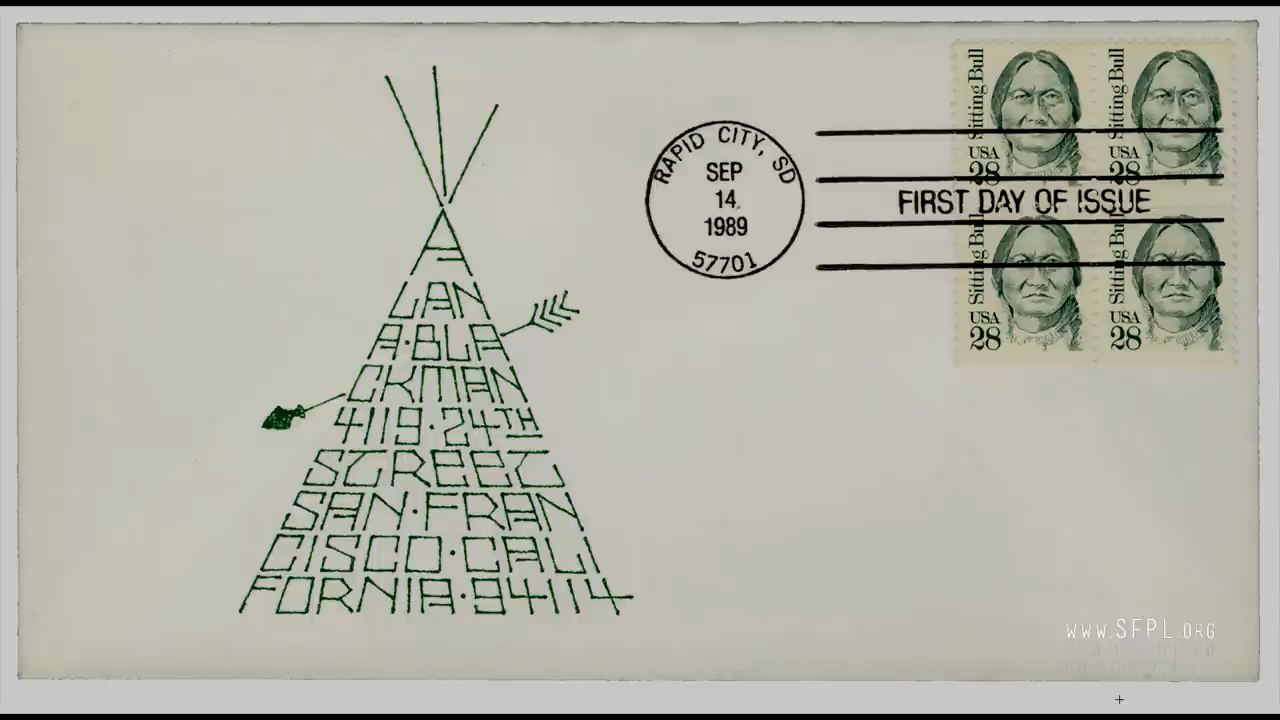 A
LAN
A·BLA
CKMAN
4119·24TH
STREET
SAN·FRAN
CISCO·CALI
FORNIA·94114
RAPID CITY, SD
SEP
14
1989
57701
FIRST DAY OF ISSUE
Sitting Bull
USA
28
Sitting Bull
USA
28
Sitting Bull
USA
28
Sitting Bull
USA
28
WWW.SFPL.ORG